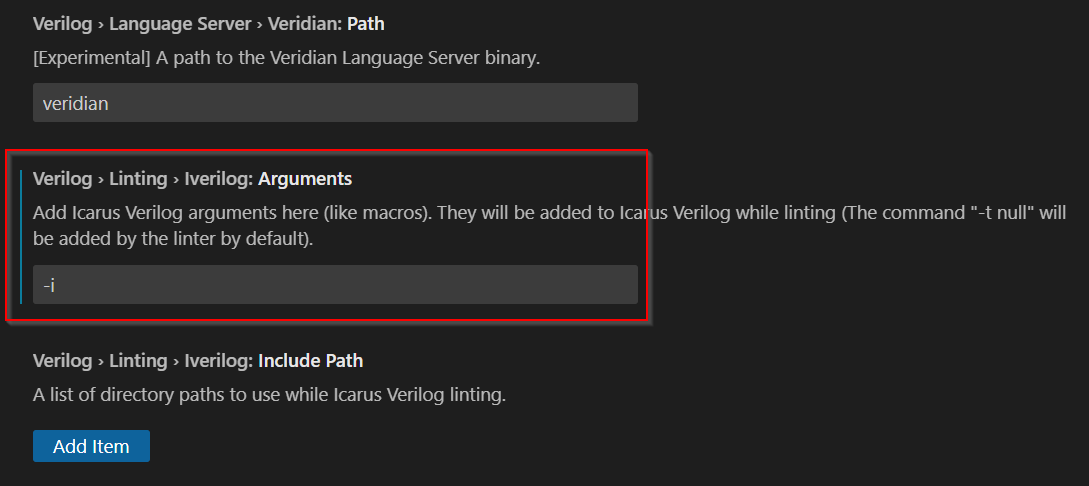 Verilog › Language Server › Veridian: Path
[Experimental] A path to the Veridian Language Server binary.
veridian
Verilog › Linting › Iverilog: Arguments
Add Icarus Verilog arguments here (like macros). They will be added to Icarus Verilog while linting (The command "-t null" will
be added by the linter by default).
-i
Verilog › Linting › Iverilog: Include Path
A list of directory paths to use while Icarus Verilog linting.
Add Item